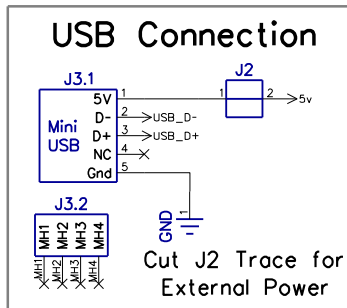 USB Connection
J3.1
J2
5V 1
1 2 5v
D- 2 USB_D-
Mini
USB
D+ 3 USB_D+
NC 4
Gnd 5
J3.2
MH1 MH2 MH3 MH4
MH1 MH2 MH3 MH4
GND 1
Cut J2 Trace for
External Power